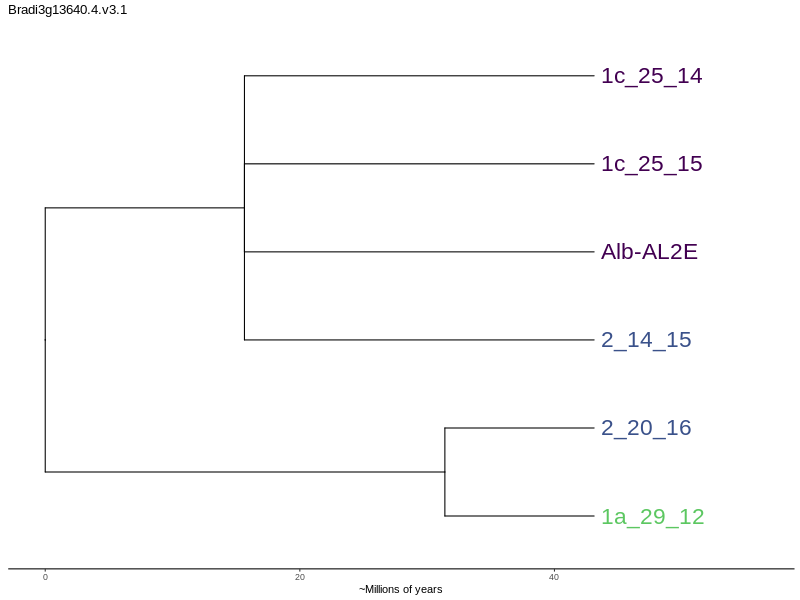 Bradi3g13640.4.v3.1
1c_25_14
1c_25_15
Alb-AL2E
2_14_15
2_20_16
1a_29_12
0 20 40
~Millions of years